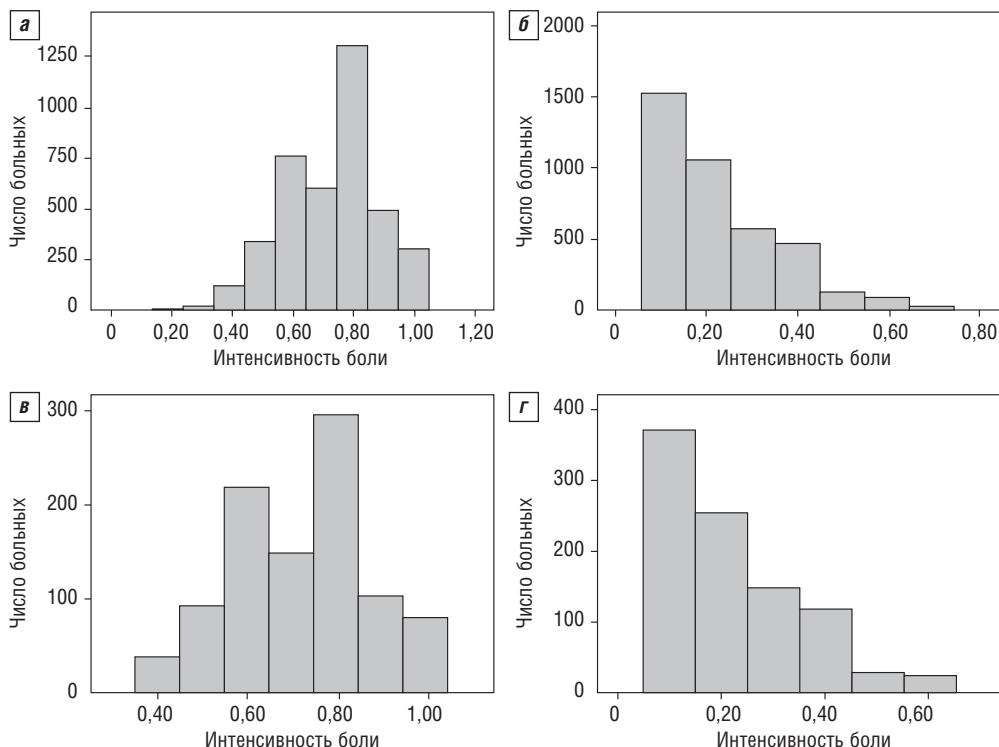 а
Число больных
1250
1000
750
500
250
0
0 0,20 0,40 0,60 0,80 1,00 1,20
Интенсивность боли
б
Число больных
2000
1500
1000
500
0
0 0,20 0,40 0,60 0,80
Интенсивность боли
в
Число больных
300
200
100
0
0,40 0,60 0,80 1,00
Интенсивность боли
г
Число больных
400
300
200
100
0
0 0,20 0,40 0,60
Интенсивность боли